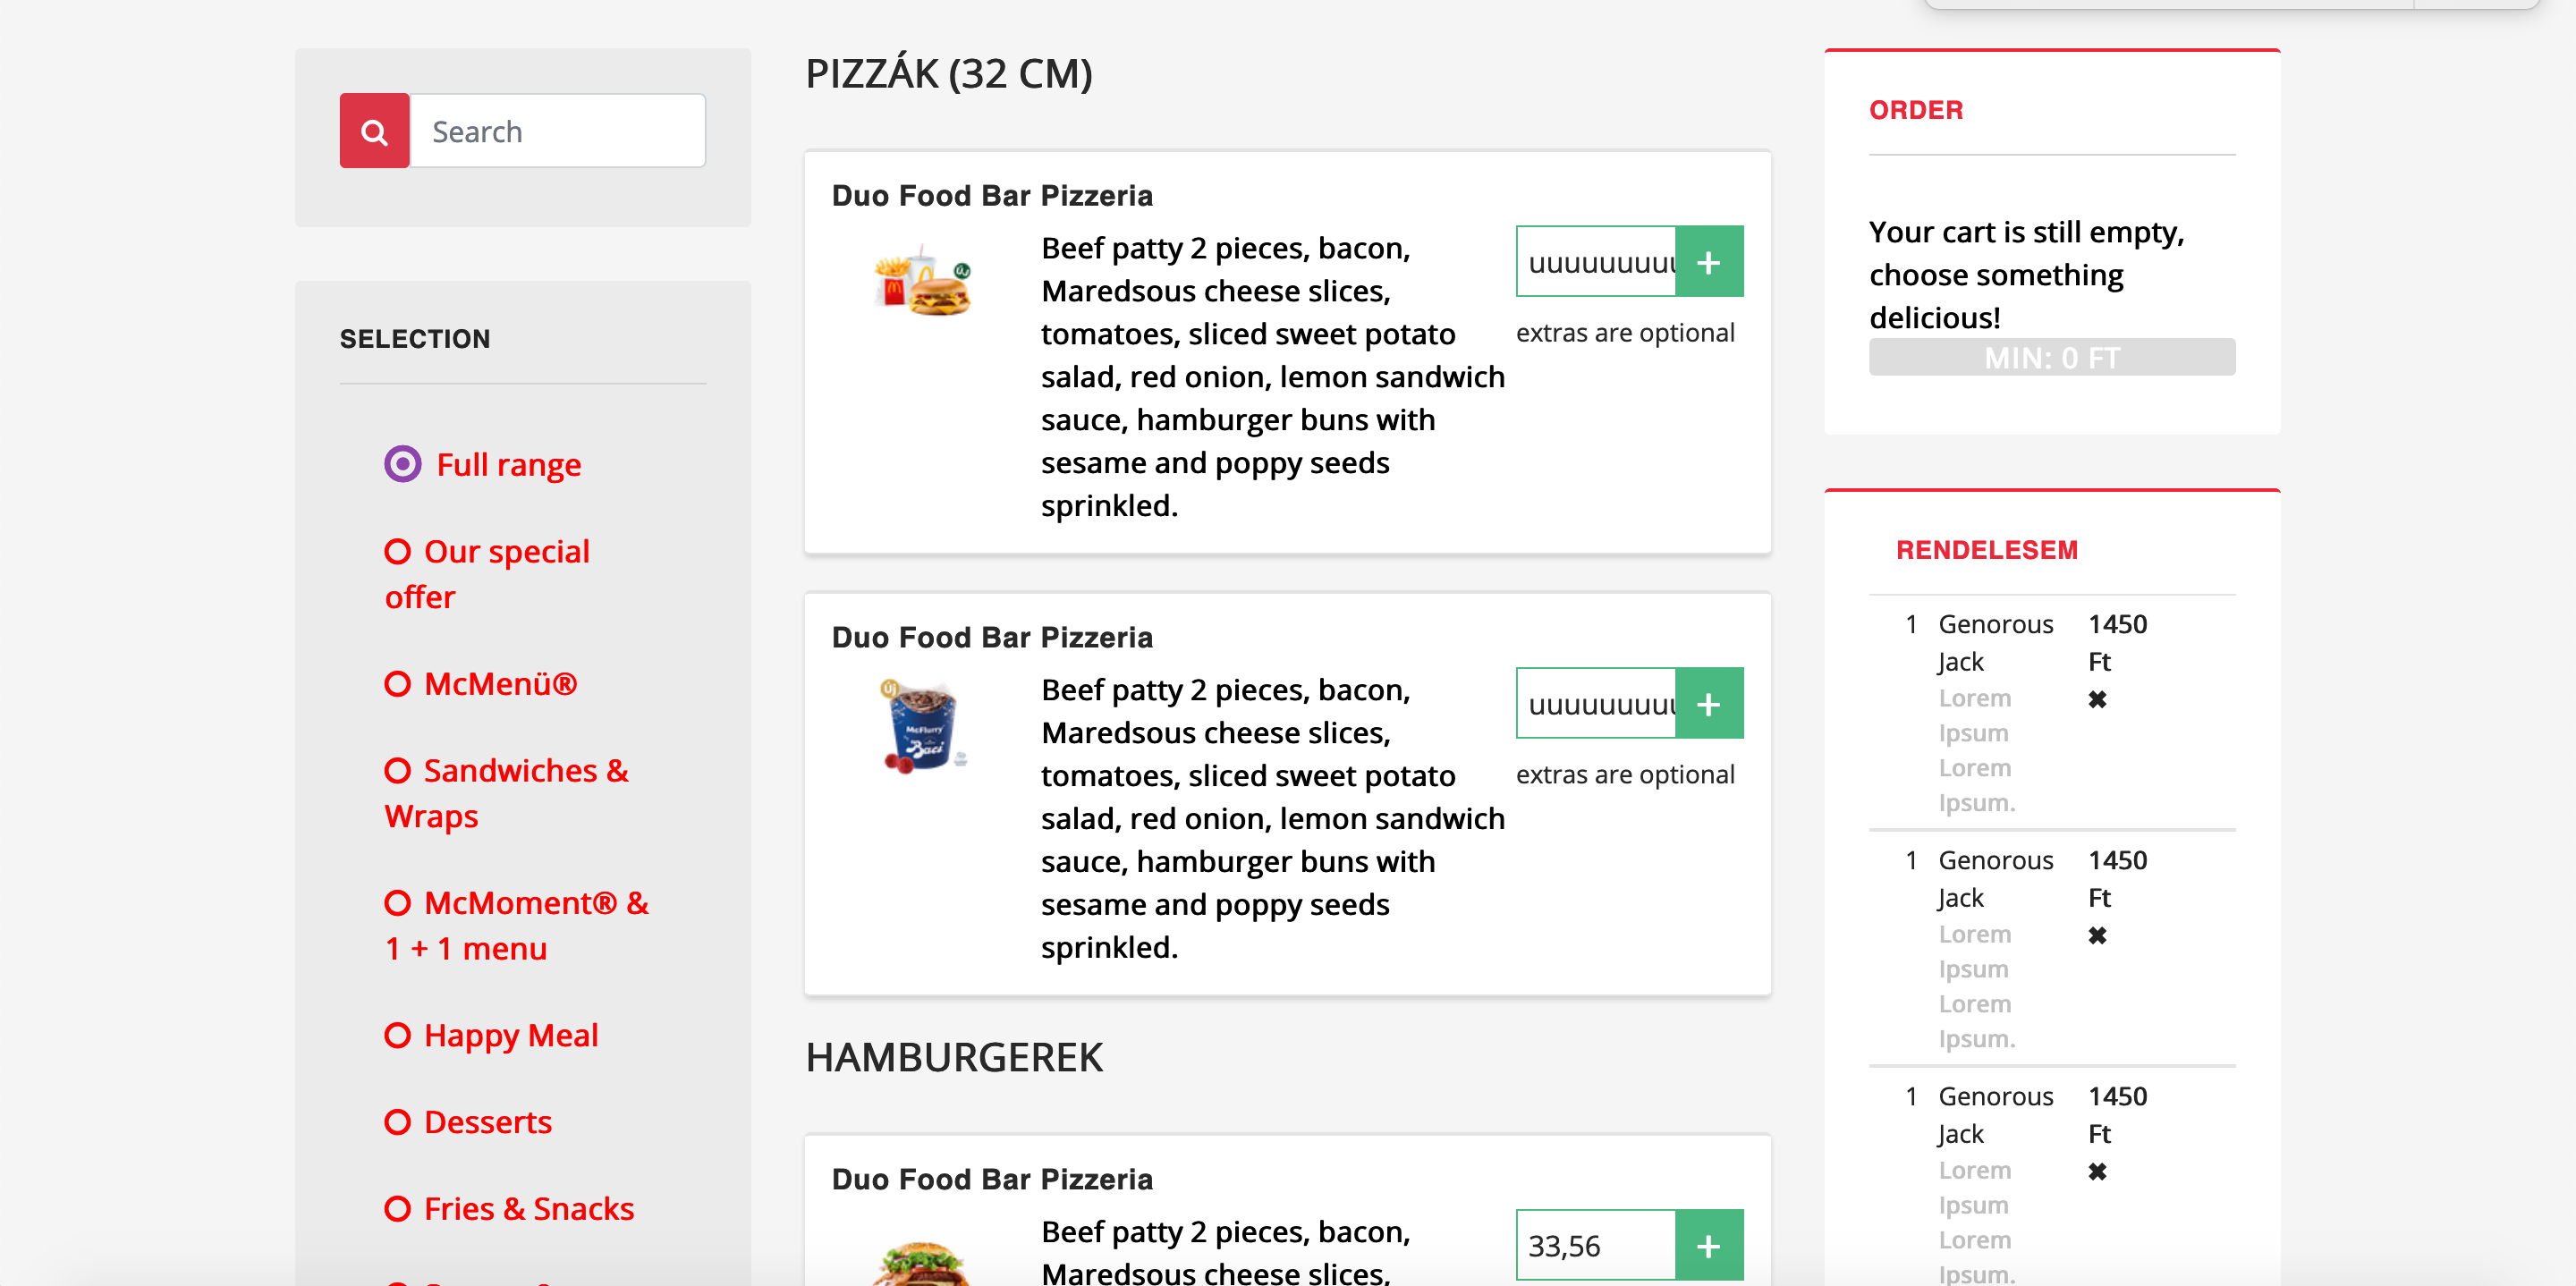 Search
SELECTION
Full range
Our special
offer
McMenü®
Sandwiches &
Wraps
McMoment® &
1 + 1 menu
Happy Meal
Desserts
Fries & Snacks
PIZZÁK (32 CM)
Duo Food Bar Pizzeria
Beef patty 2 pieces, bacon,
Maredsous cheese slices,
tomatoes, sliced sweet potato
salad, red onion, lemon sandwich
sauce, hamburger buns with
sesame and poppy seeds
sprinkled.
uuuuuuuuu
+
extras are optional
Duo Food Bar Pizzeria
McFlurry
Baci
Beef patty 2 pieces, bacon,
Maredsous cheese slices,
tomatoes, sliced sweet potato
salad, red onion, lemon sandwich
sauce, hamburger buns with
sesame and poppy seeds
sprinkled.
uuuuuuuuu
+
extras are optional
HAMBURGEREK
Duo Food Bar Pizzeria
Beef patty 2 pieces, bacon,
Maredsous cheese slices,
33,56
+
ORDER
Your cart is still empty,
choose something
delicious!
MIN: 0 FT
RENDELESEM
1 Genorous 1450
Jack Ft
Lorem ✖
Ipsum
Lorem
Ipsum.
1 Genorous 1450
Jack Ft
Lorem ✖
Ipsum
Lorem
Ipsum.
1 Genorous 1450
Jack Ft
Lorem ✖
Ipsum
Lorem
Ipsum.